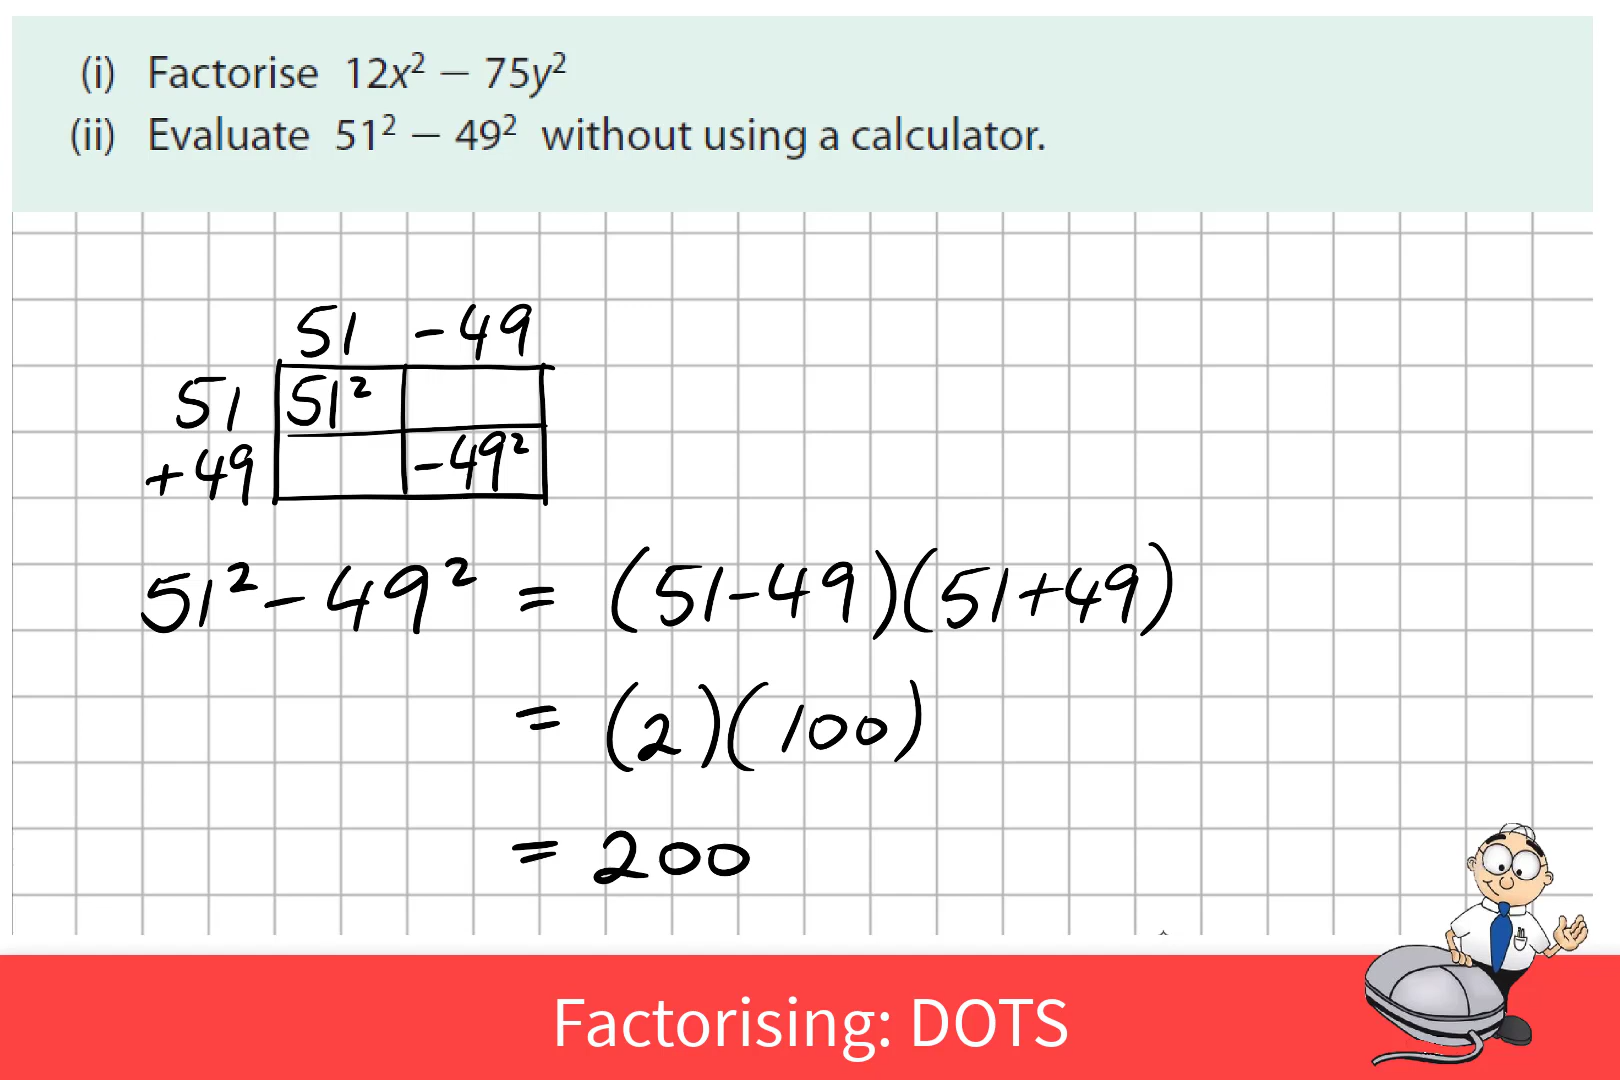 (i) Factorise 12x² – 75y²
(ii) Evaluate 51² – 49² without using a calculator.
51 -49
51 51²
+49 -49²
51² - 49² = (51-49)(51+49)
= (2)(100)
= 200
Factorising: DOTS